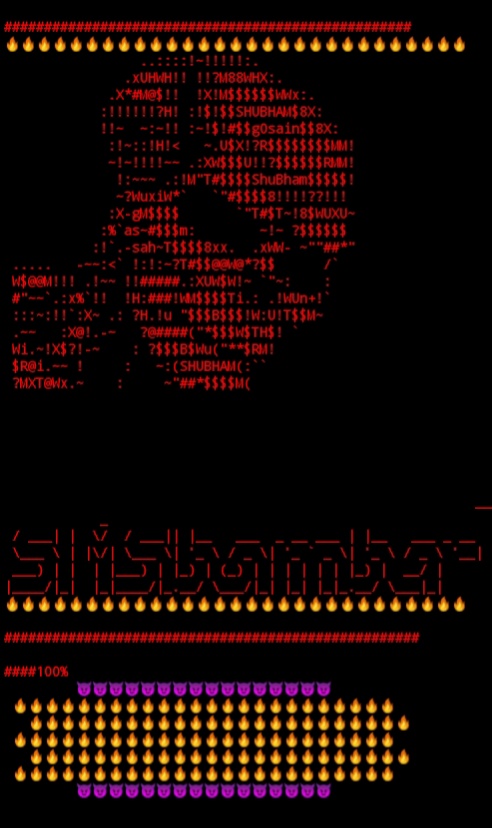 ###################################################
..::::!~!!!!!:.
.xUHWH!! !!?M88WHX:.
.X*#M@$!! !X!M$$$$$$WWx:.
:!!!!!!?H! :!$!$$SHUBHAM$8X:
!!~ ~:~!! :~!$!#$$g0sain$$8X:
:!~::!H!< ~.U$X!?R$$$$$$$$MM!
~!~!!!!~~ .:XW$$$U!!?$$$$$$RMM!
!:~~~ .:!M"T#$$$$ShuBham$$$$$!
~?WuxiW*` `"#$$$$8!!!!??!!!
:X-gM$$$$ `"T#$T~!8$WUXU~
:%`as~#$$$m: ~!~ ?$$$$$$
:!`.-sah~T$$$$8xx. .xWW- ~""##*"
..... -~~:<` !:!:~?T#$$@@W@*?$$ /`
W$@@M!!! .!~~ !!#####.:XUW$W!~ `"~: :
#"~~`.:x%`!! !H:###!WM$$$$Ti.: .!WUn+!`
:::~:!!`:X~ .: ?H.!u "$$$B$$$!W:U!T$$M~
.~~ :X@!.-~ ?@####("*$$$W$TH$! `
Wi.~!X$?!-~ : ?$$$B$Wu("**$RM!
$R@i.~~ ! : ~:(SHUBHAM(:``
?MXT@Wx.~ : ~"##*$$$$M(
slmsbomber
####################################################
####100%